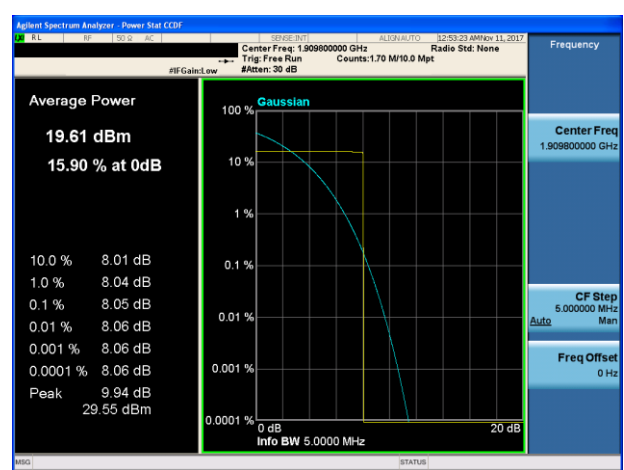 Agilent Spectrum Analyzer - Power Stat CCDF
RL RF 50 Ω AC SENSE:INT ALIGNAUTO 12:53:23 AMNov 11, 2017
Center Freq: 1.909800000 GHz Radio Std: None
Trig: Free Run Counts:1.70 M/10.0 Mpt
#IFGain:Low #Atten: 30 dB
Frequency
Average Power
19.61 dBm
15.90 % at 0dB
10.0 % 8.01 dB
1.0 % 8.04 dB
0.1 % 8.05 dB
0.01 % 8.06 dB
0.001 % 8.06 dB
0.0001 % 8.06 dB
Peak 9.94 dB
29.55 dBm
Gaussian
100 %
10 %
1 %
0.1 %
0.01 %
0.001 %
0.0001 %
0 dB 20 dB
Info BW 5.0000 MHz
Center Freq
1.909800000 GHz
CF Step
5.000000 MHz
Auto Man
Freq Offset
0 Hz
MSG STATUS